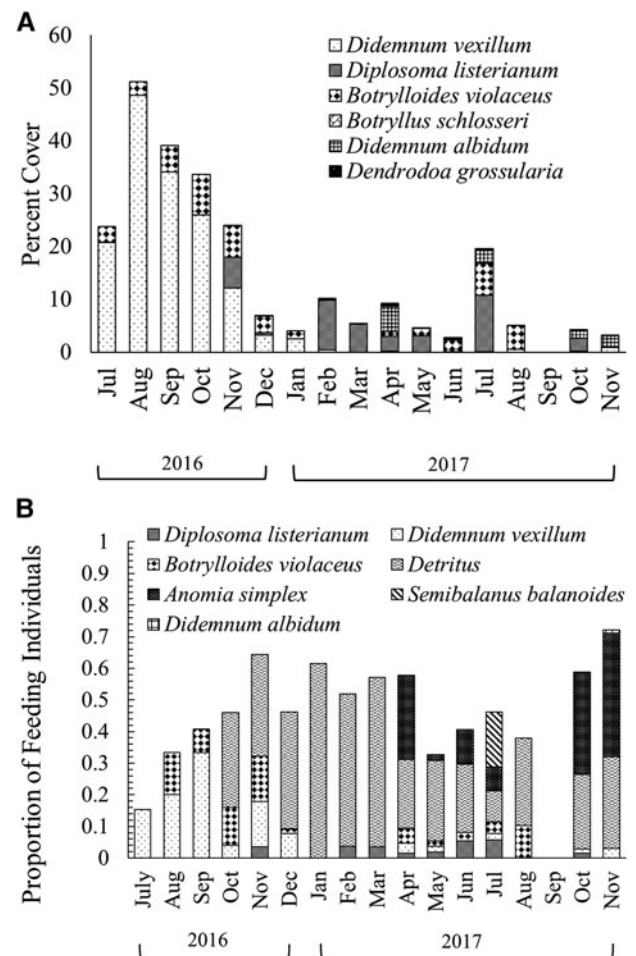 A
60
50
40
30
20
10
0
Percent Cover
Didemnum vexillum
Diplosoma listerianum
Botrylloides violaceus
Botryllus schlosseri
Didemnum albidum
Dendrodoa grossularia
Jul Aug Sep Oct Nov Dec Jan Feb Mar Apr May Jun Jul Aug Sep Oct Nov
2016 2017
B
Diplosoma listerianum Didemnum vexillum
Botrylloides violaceus Detritus
Anomia simplex Semibalanus balanoides
Didemnum albidum
1
0.9
0.8
0.7
0.6
0.5
0.4
0.3
0.2
0.1
0
Proportion of Feeding Individuals
July Aug Sep Oct Nov Dec Jan Feb Mar Apr May Jun Jul Aug Sep Oct Nov
2016 2017